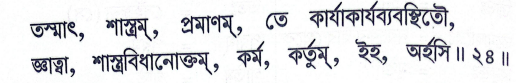 তস্মাৎ, শাস্ত্রম্, প্রমাণম্, তে কার্যাকার্যব্যবস্থিতৌ,
জ্ঞাত্বা, শাস্ত্রবিধানোক্তম্, কর্ম, কর্তুম্, ইহ, অর্হসি॥ ২৪॥